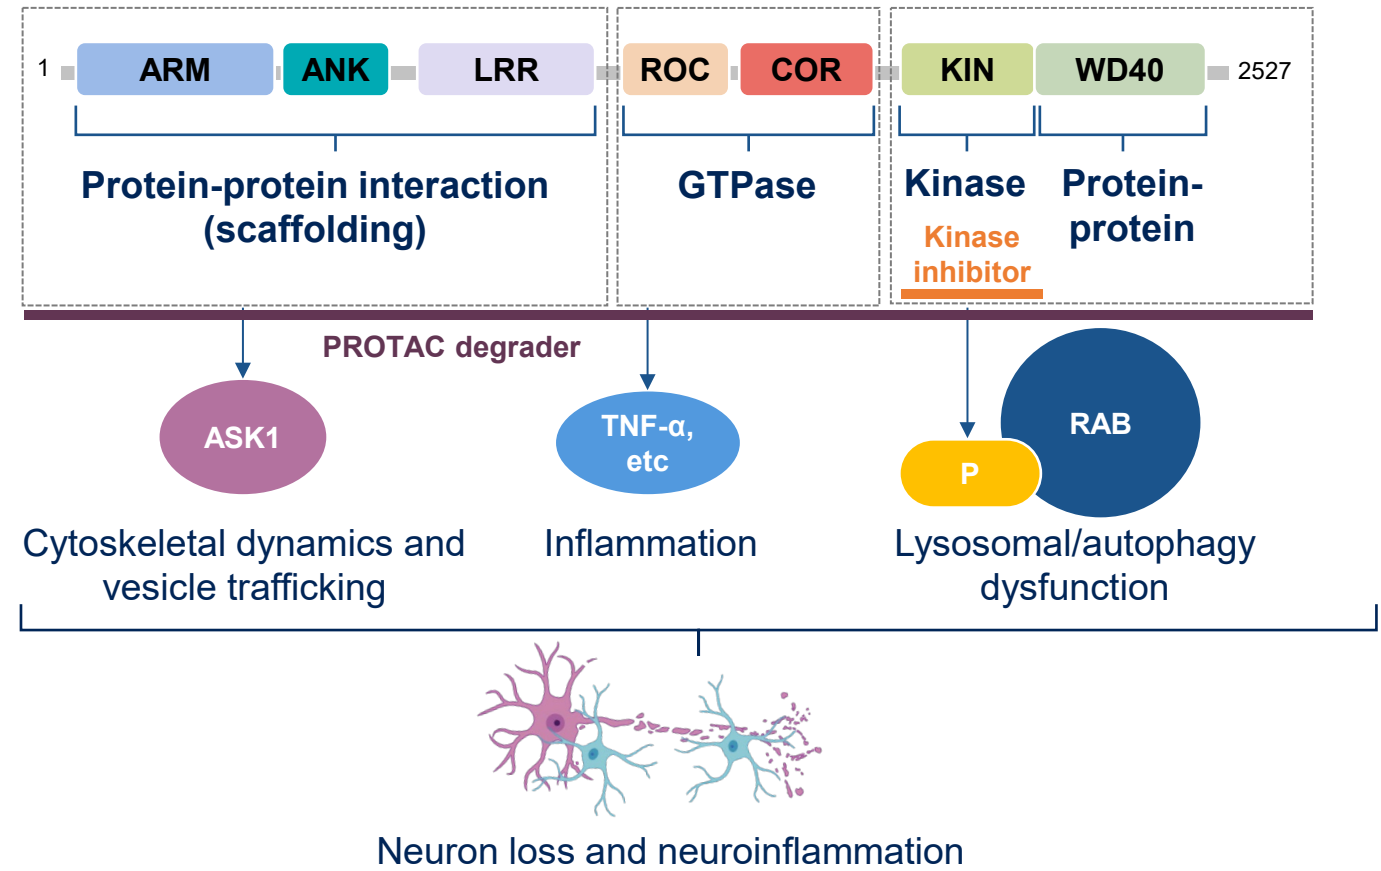 1 ARM ANK LRR ROC COR KIN WD40 2527
Protein-protein interaction
(scaffolding)
GTPase
Kinase
Kinase
inhibitor
Protein-
protein
PROTAC degrader
ASK1
TNF-α,
etc
P
RAB
Cytoskeletal dynamics and
vesicle trafficking
Inflammation
Lysosomal/autophagy
dysfunction
Neuron loss and neuroinflammation